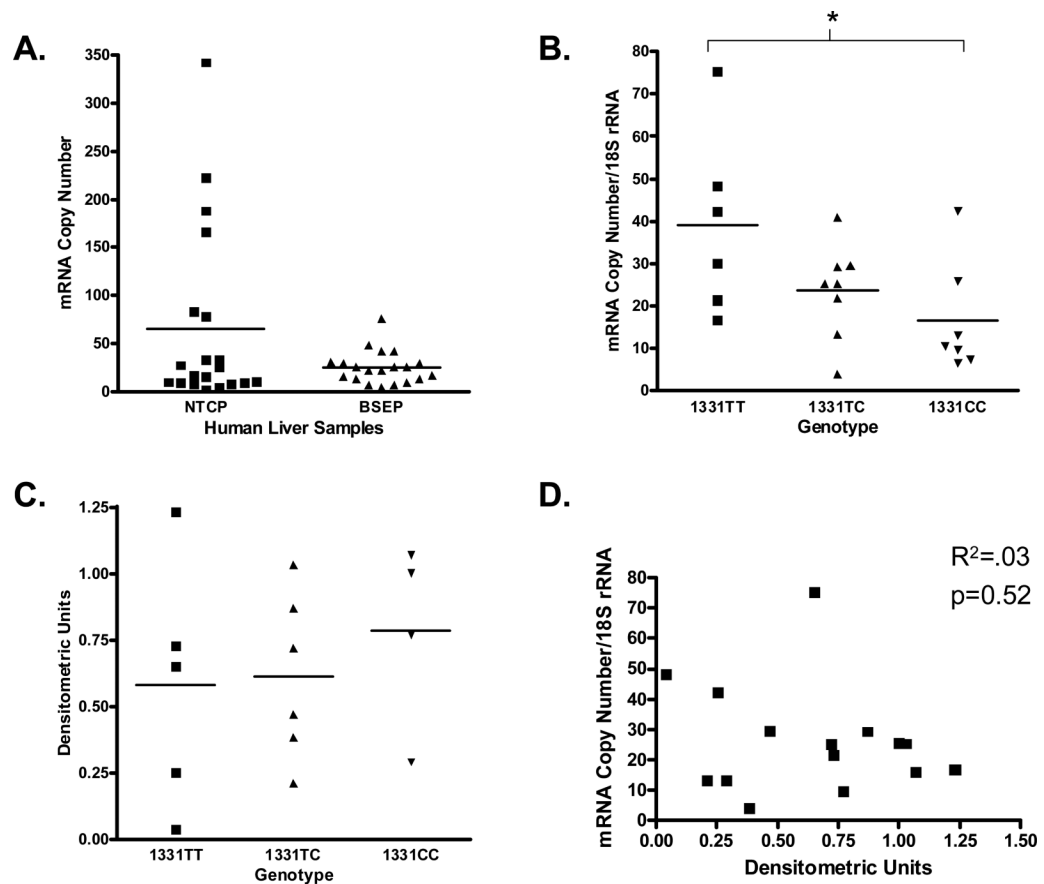 A.
mRNA Copy Number
350
300
250
200
150
100
50
0
NTCP BSEP
Human Liver Samples
B.
*
mRNA Copy Number/18S rRNA
80
70
60
50
40
30
20
10
0
1331TT 1331TC 1331CC
Genotype
C.
Densitometric Units
1.25
1.00
0.75
0.50
0.25
0.00
1331TT 1331TC 1331CC
Genotype
D.
R²=.03
p=0.52
mRNA Copy Number/18S rRNA
80
70
60
50
40
30
20
10
0
0.00 0.25 0.50 0.75 1.00 1.25 1.50
Densitometric Units